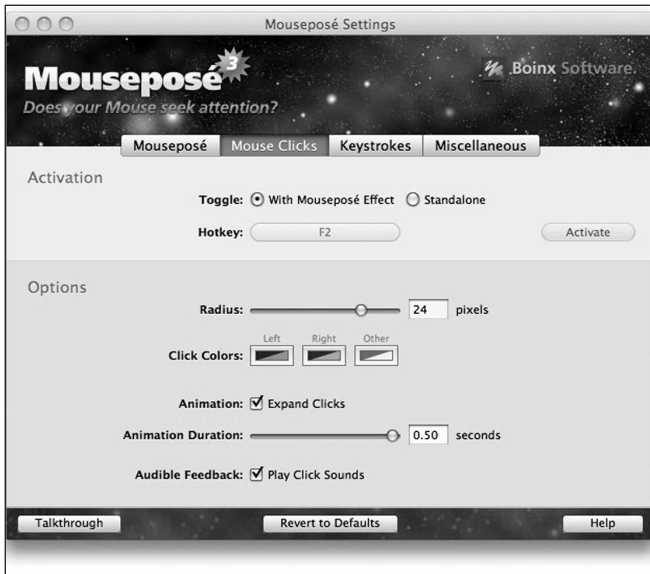 Mouseposé Settings
Mouseposé 3
Boinx Software.
Does your Mouse seek attention?
Mouseposé Mouse Clicks Keystrokes Miscellaneous
Activation
Toggle: With Mouseposé Effect Standalone
Hotkey: F2 Activate
Options
Radius: 24 pixels
Left Right Other
Click Colors:
Animation: Expand Clicks
Animation Duration: 0.50 seconds
Audible Feedback: Play Click Sounds
Talkthrough Revert to Defaults Help